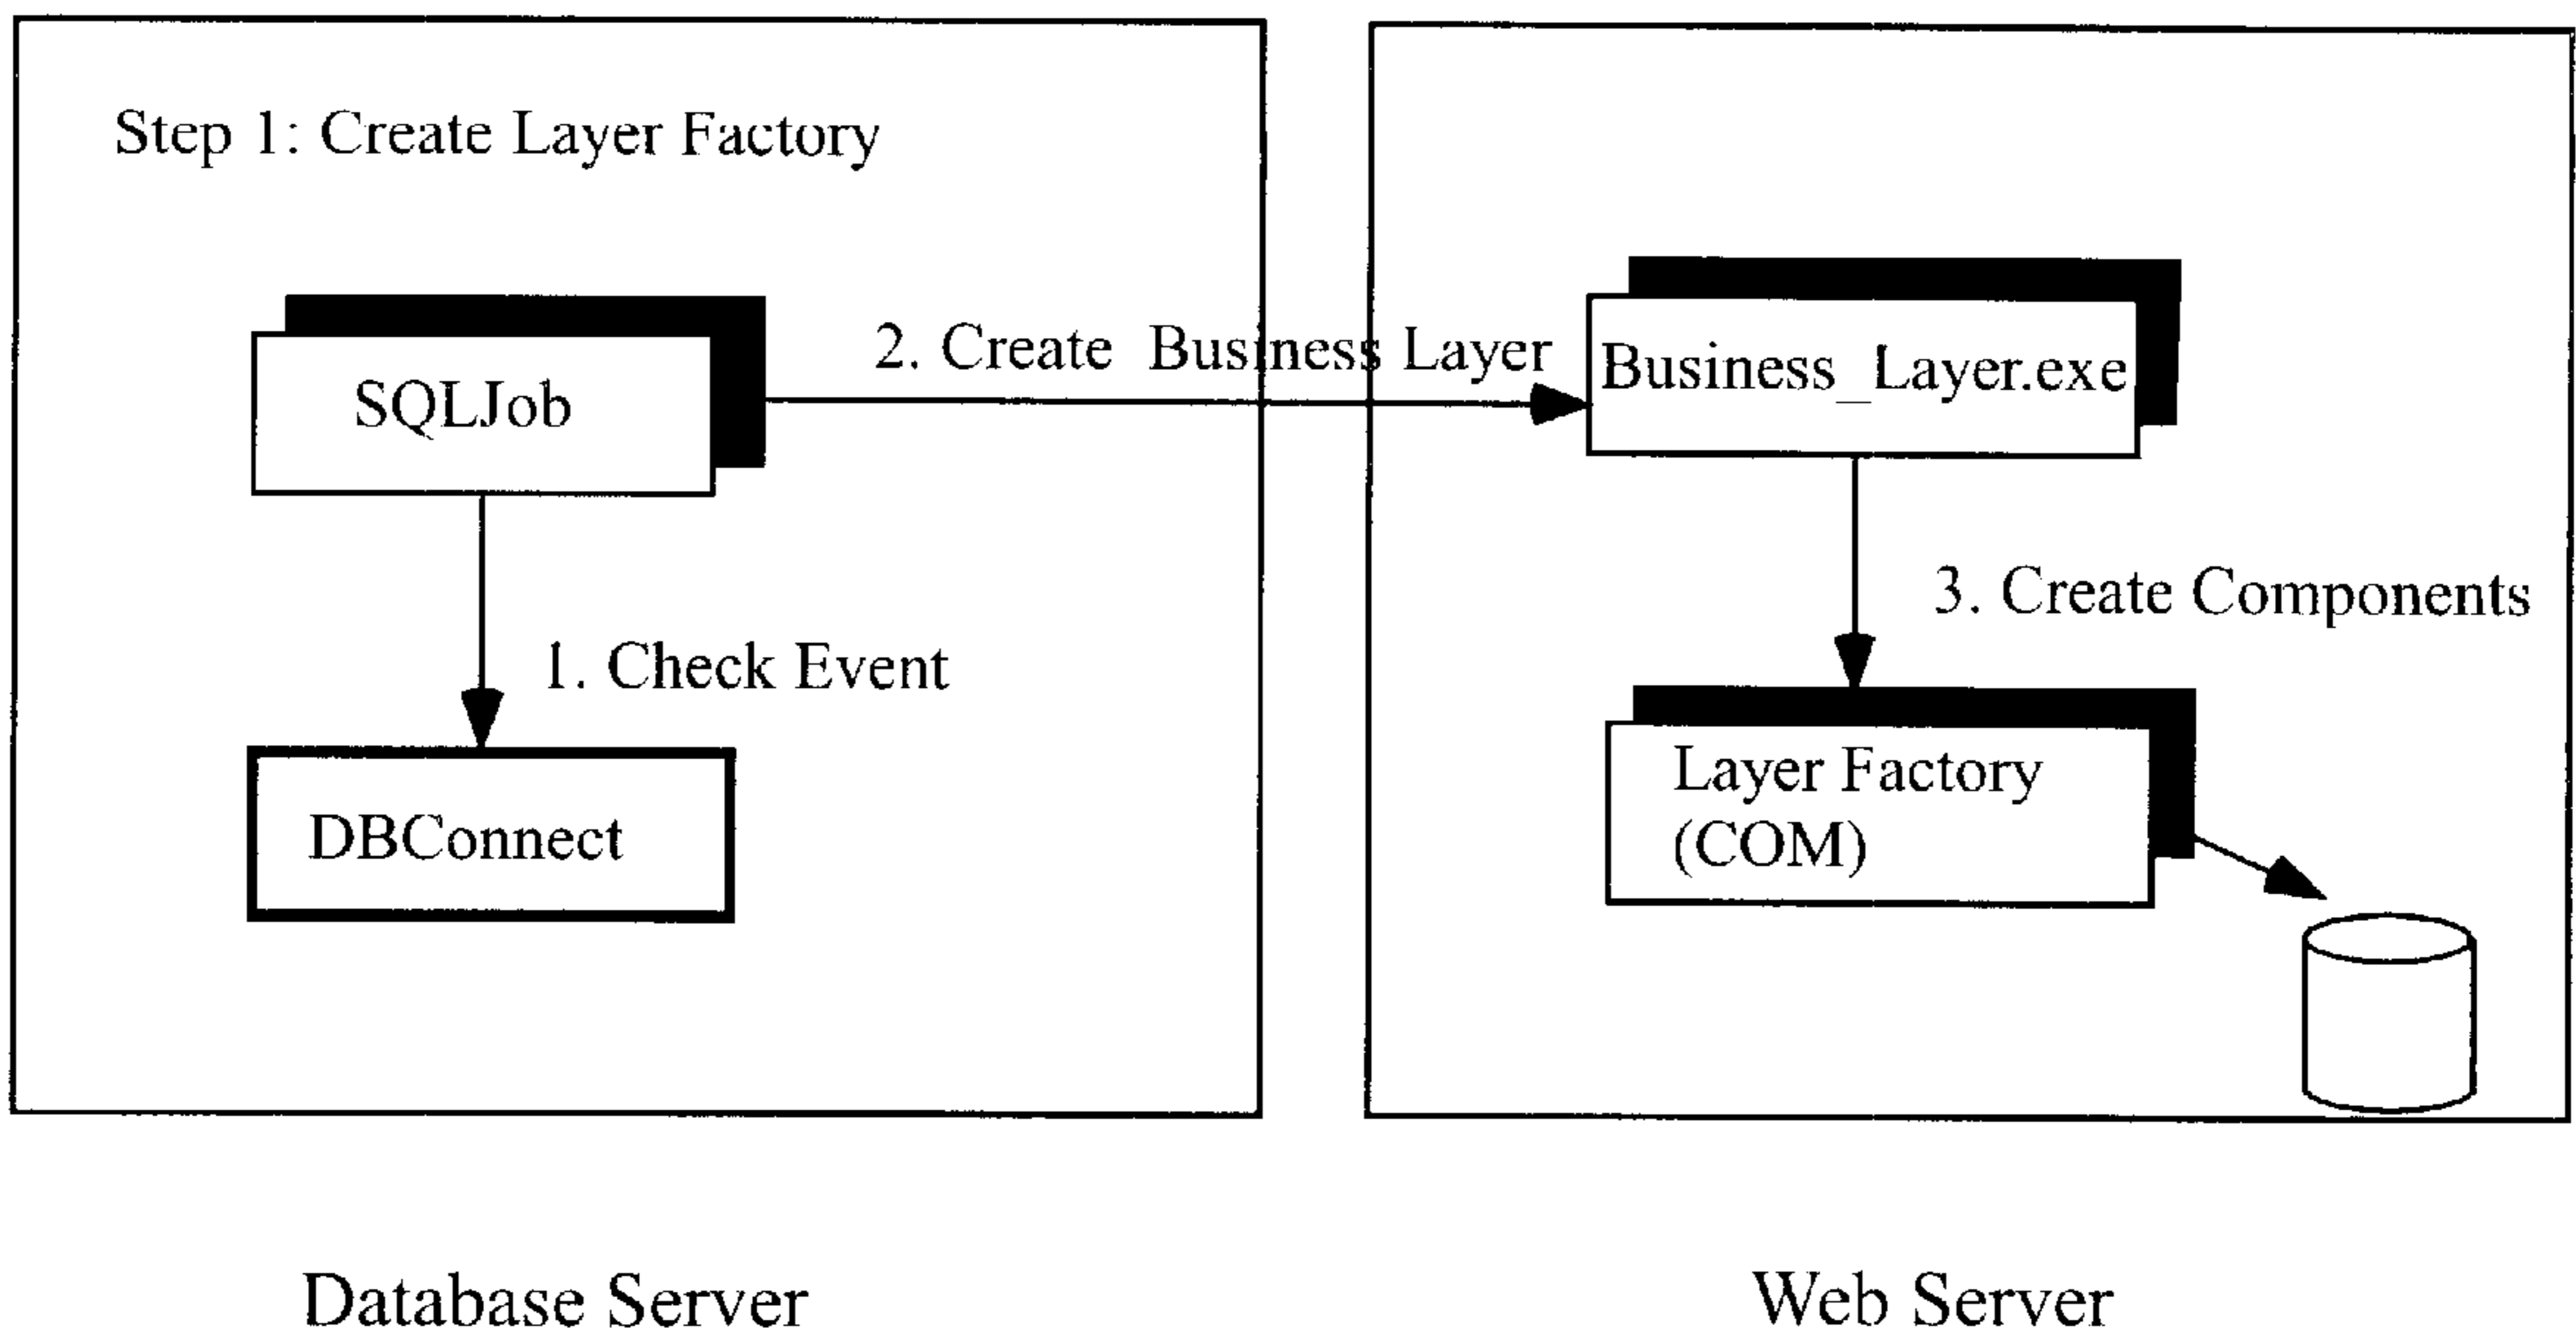 Step 1: Create Layer Factory
SQLJob
2. Create Business Layer
Business_Layer.exe
1. Check Event
3. Create Components
DBConnect
Layer Factory
(COM)
Database Server
Web Server